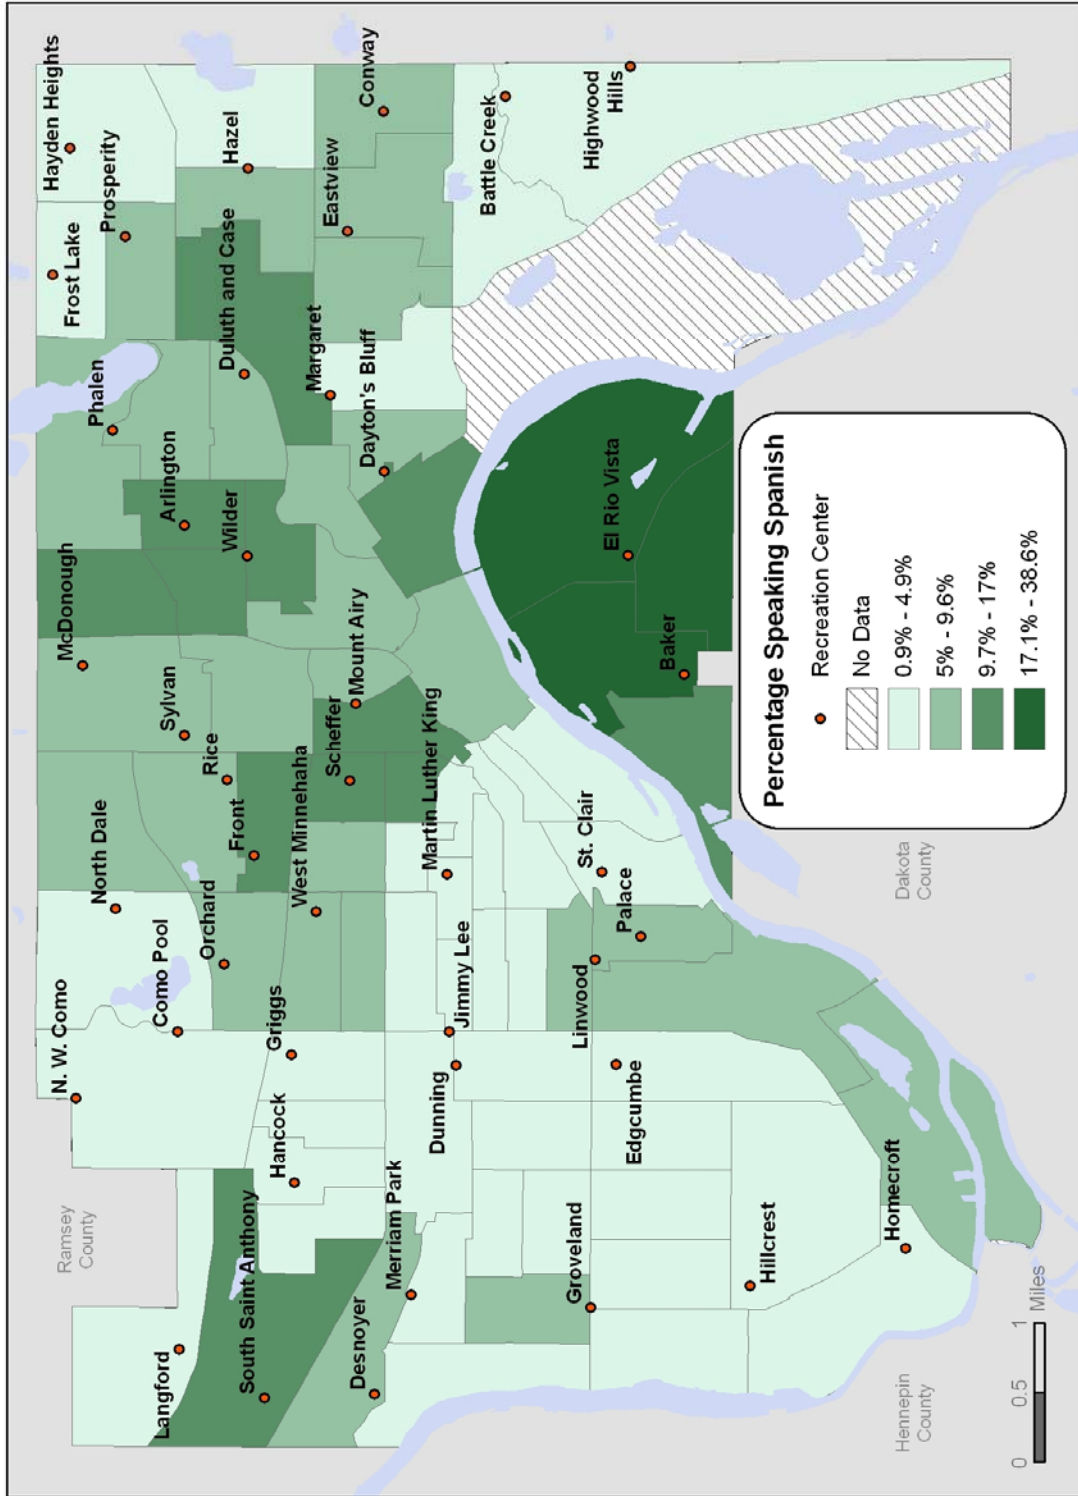 Ramsey
County
N. W. Como
North Dale
McDonough
Phalen
Frost Lake
Hayden Heights
Prosperity
Langford
Como Pool
Sylvan
Arlington
South Saint Anthony
Orchard
Rice
Wilder
Duluth and Case
Hazel
Hancock
Griggs
Front
West Minnehaha
Scheffer
Mount Airy
Margaret
Eastview
Conway
Desnoyer
Merriam Park
Dayton's Bluff
Dunning
Jimmy Lee
Martin Luther King
Battle Creek
Groveland
Edgcumbe
Linwood
Palace
St. Clair
El Rio Vista
Highwood
Hills
Baker
Hillcrest
Homecroft
Hennepin
County
Dakota
County
0
0.5
1
Miles
Percentage Speaking Spanish
Recreation Center
No Data
0.9% - 4.9%
5% - 9.6%
9.7% - 17%
17.1% - 38.6%